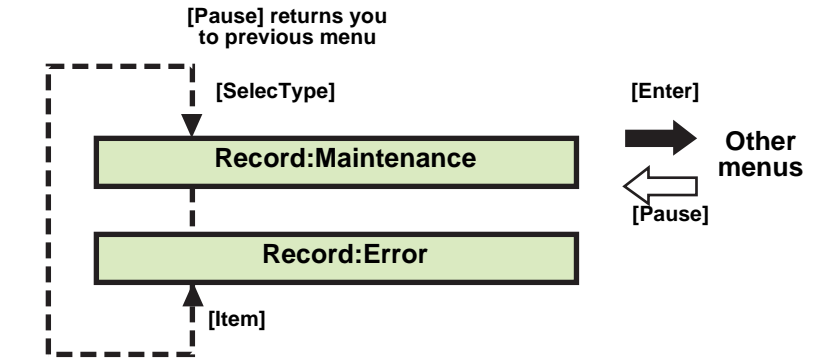 [Pause] returns you
to previous menu
[SelecType]
[Enter]
Record:Maintenance
Other
menus
[Pause]
Record:Error
[Item]